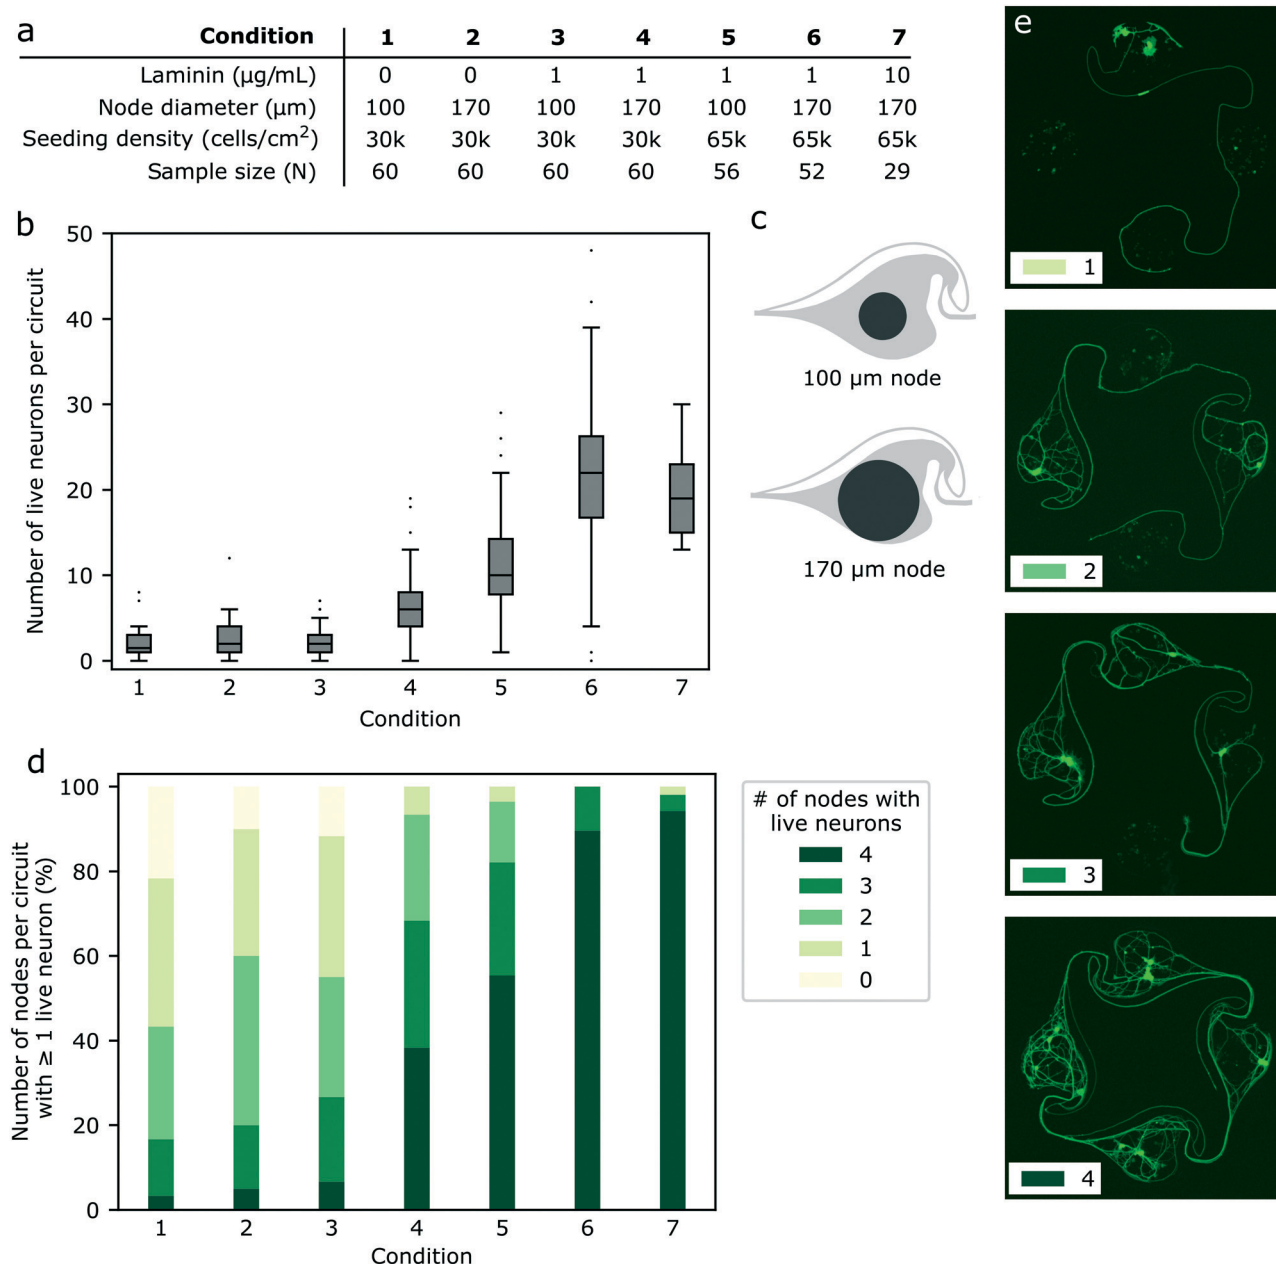 a
Condition 1 2 3 4 5 6 7
Laminin (µg/mL) 0 0 1 1 1 1 10
Node diameter (µm) 100 170 100 170 100 170 170
Seeding density (cells/cm²) 30k 30k 30k 30k 65k 65k 65k
Sample size (N) 60 60 60 60 56 52 29
b
Number of live neurons per circuit
50
40
30
20
10
0
1 2 3 4 5 6 7
Condition
c
100 µm node
170 µm node
d
Number of nodes per circuit
with ≥ 1 live neuron (%)
100
80
60
40
20
0
1 2 3 4 5 6 7
Condition
# of nodes with
live neurons
4
3
2
1
0
e
1
2
3
4